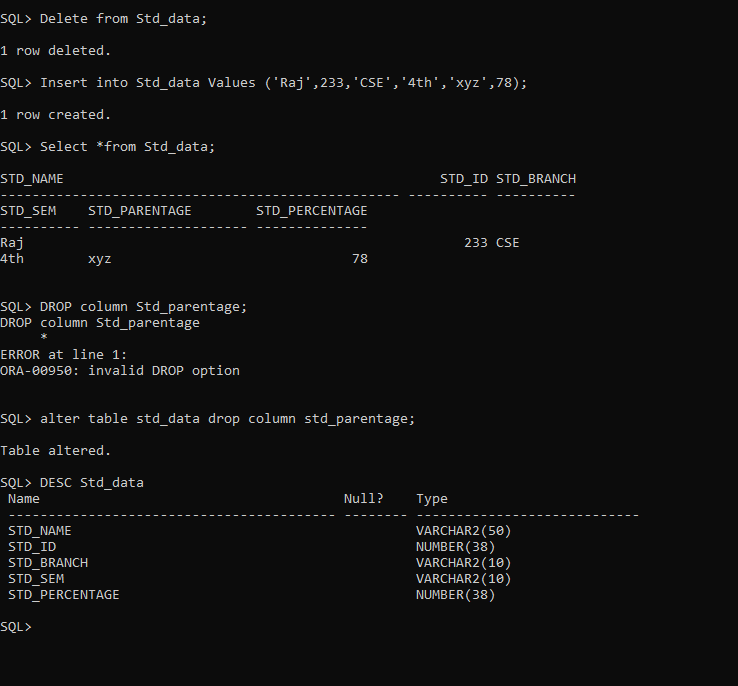 SQL> Delete from Std_data;
1 row deleted.
SQL> Insert into Std_data Values ('Raj',233,'CSE','4th','xyz',78);
1 row created.
SQL> Select *from Std_data;
STD_NAME                                               STD_ID STD_BRANCH
-------------------------------------------------- ---------- ----------
STD_SEM    STD_PARENTAGE        STD_PERCENTAGE
---------- -------------------- --------------
Raj                                                       233 CSE
4th        xyz                              78
SQL> DROP column Std_parentage;
DROP column Std_parentage
     *
ERROR at line 1:
ORA-00950: invalid DROP option
SQL> alter table std_data drop column std_parentage;
Table altered.
SQL> DESC Std_data
 Name                                      Null?    Type
 ----------------------------------------- -------- ----------------------------
 STD_NAME                                           VARCHAR2(50)
 STD_ID                                             NUMBER(38)
 STD_BRANCH                                         VARCHAR2(10)
 STD_SEM                                            VARCHAR2(10)
 STD_PERCENTAGE                                     NUMBER(38)
SQL>